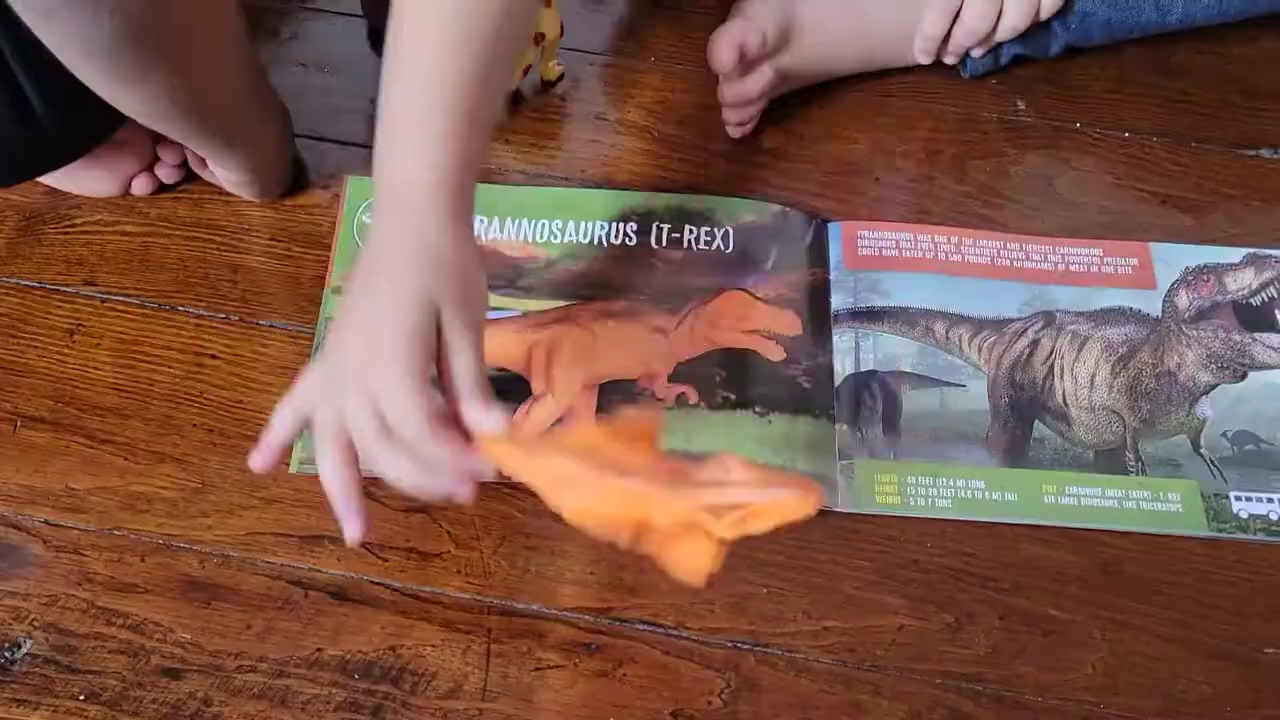 RANNOSAURUS (T-REX)
TYRANNOSAURUS WAS ONE OF THE LARGEST AND FIERCEST CARNIVOROUS
DINOSAURS THAT EVER LIVED. SCIENTISTS BELIEVE THAT THIS POWERFUL PREDATOR
COULD HAVE EATEN UP TO 500 POUNDS (230 KILOGRAMS) OF MEAT IN ONE BITE.
LENGTH - 40 FEET (12.4 M) LONG
HEIGHT - 15 TO 20 FEET (4.6 TO 6 M) TALL
WEIGHT - 5 TO 7 TONS
DIET - CARNIVORE (MEAT-EATER) - T. REX
ATE LARGE DINOSAURS, LIKE TRICERATOPS.